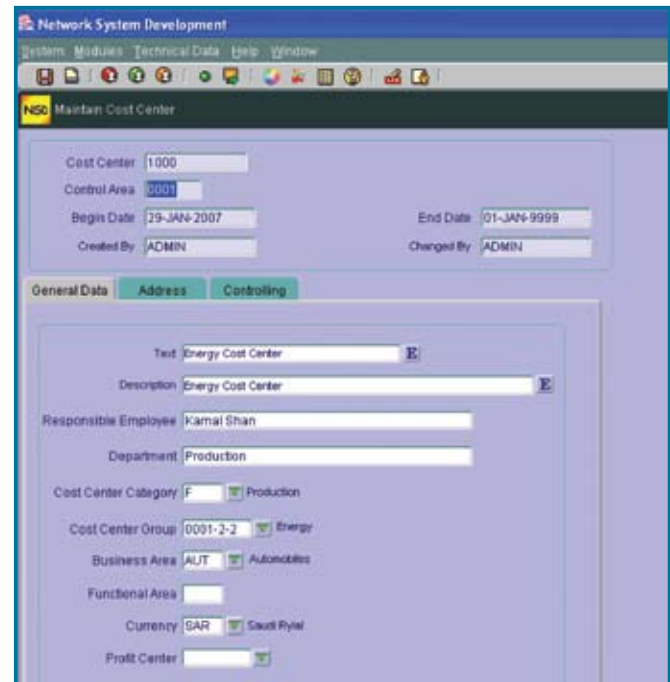 Network System Development
System Modules Technical Data Help Window
NSD Maintain Cost Center
Cost Center 1000
Control Area 0001
Begin Date 29-JAN-2007 End Date 01-JAN-9999
Created By ADMIN Changed By ADMIN
General Data Address Controlling
Text Energy Cost Center E
Description Energy Cost Center E
Responsible Employee Kamal Shan
Department Production
Cost Center Category F Production
Cost Center Group 0001-2-2 Energy
Business Area AUT Automobiles
Functional Area
Currency SAR Saudi Ryial
Profit Center